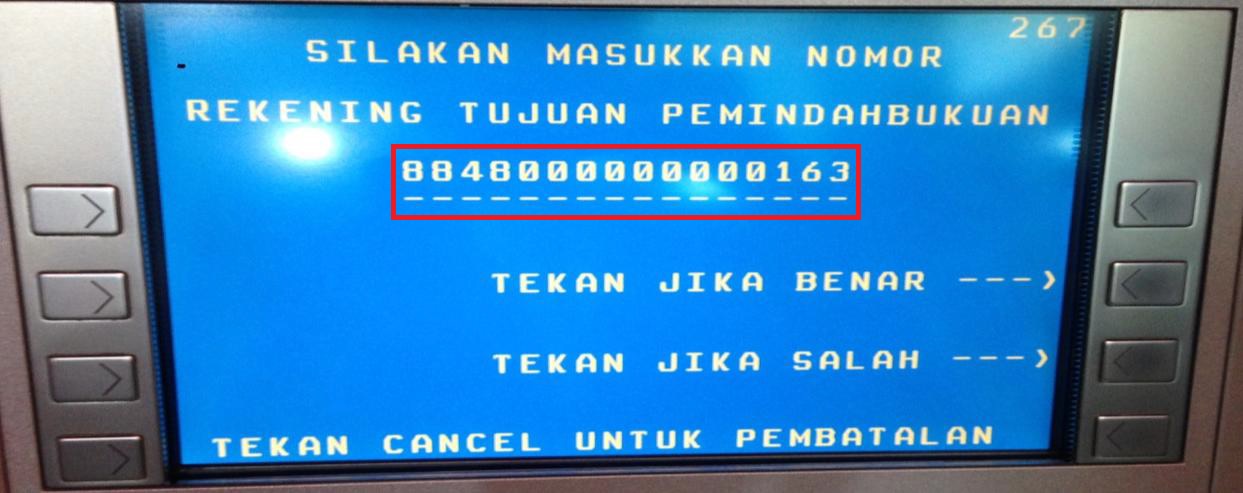 267
SILAKAN MASUKKAN NOMOR
REKENING TUJUAN PEMINDAHBUKUAN
8848000000000163
TEKAN JIKA BENAR --->
TEKAN JIKA SALAH --->
TEKAN CANCEL UNTUK PEMBATALAN